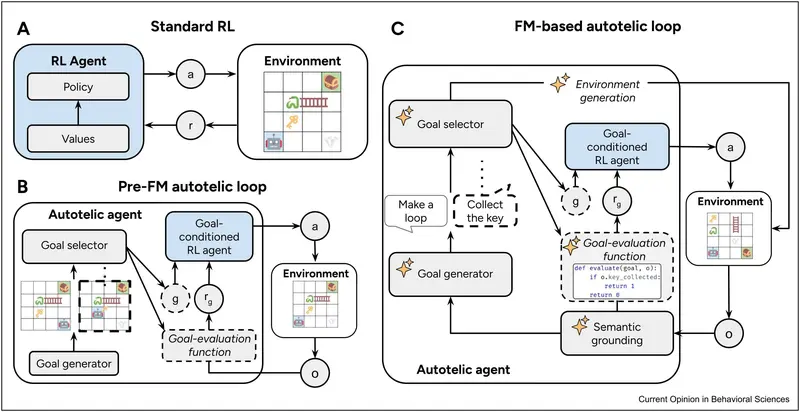 A
Standard RL
RL Agent
Policy
Values
a
r
Environment
B
Pre-FM autotelic loop
Autotelic agent
Goal selector
Goal-
conditioned
RL agent
g
rg
Goal-evaluation
function
Goal generator
a
Environment
o
C
FM-based autotelic loop
Environment
generation
Goal selector
Goal-
conditioned
RL agent
a
Make a
loop
Collect
the key
g
rg
Environment
Goal-evaluation
function
def evaluate(goal, o):
if o.key_collected:
return 1
return 0
Goal generator
Semantic
grounding
o
Autotelic agent
Current Opinion in Behavioral Sciences